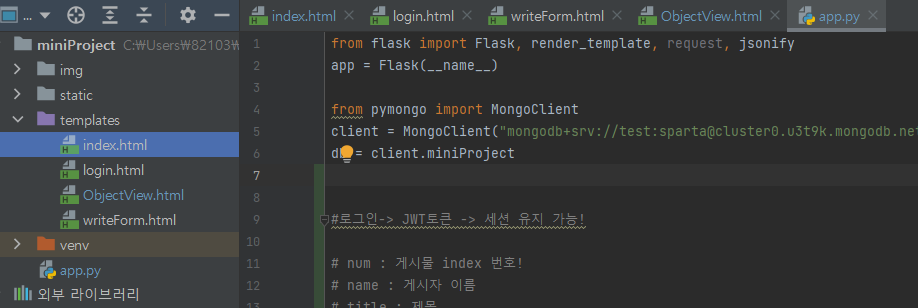 index.html login.html writeForm.html ObjectView.html app.py
miniProject C:₩Users₩82103₩
img
static
templates
index.html
login.html
ObjectView.html
writeForm.html
venv
app.py
외부 라이브러리
1 from flask import Flask, render_template, request, jsonify
2 app = Flask(__name__)
3
4 from pymongo import MongoClient
5 client = MongoClient("mongodb+srv://test:sparta@cluster0.u3t9k.mongodb.net
6 = client.miniProject
7
8
9 #로그인-> JWT토큰 -> 세션 유지 가능!
10
11 # num : 게시물 index 번호!
12 # name : 게시자 이름
13 # title : 제목